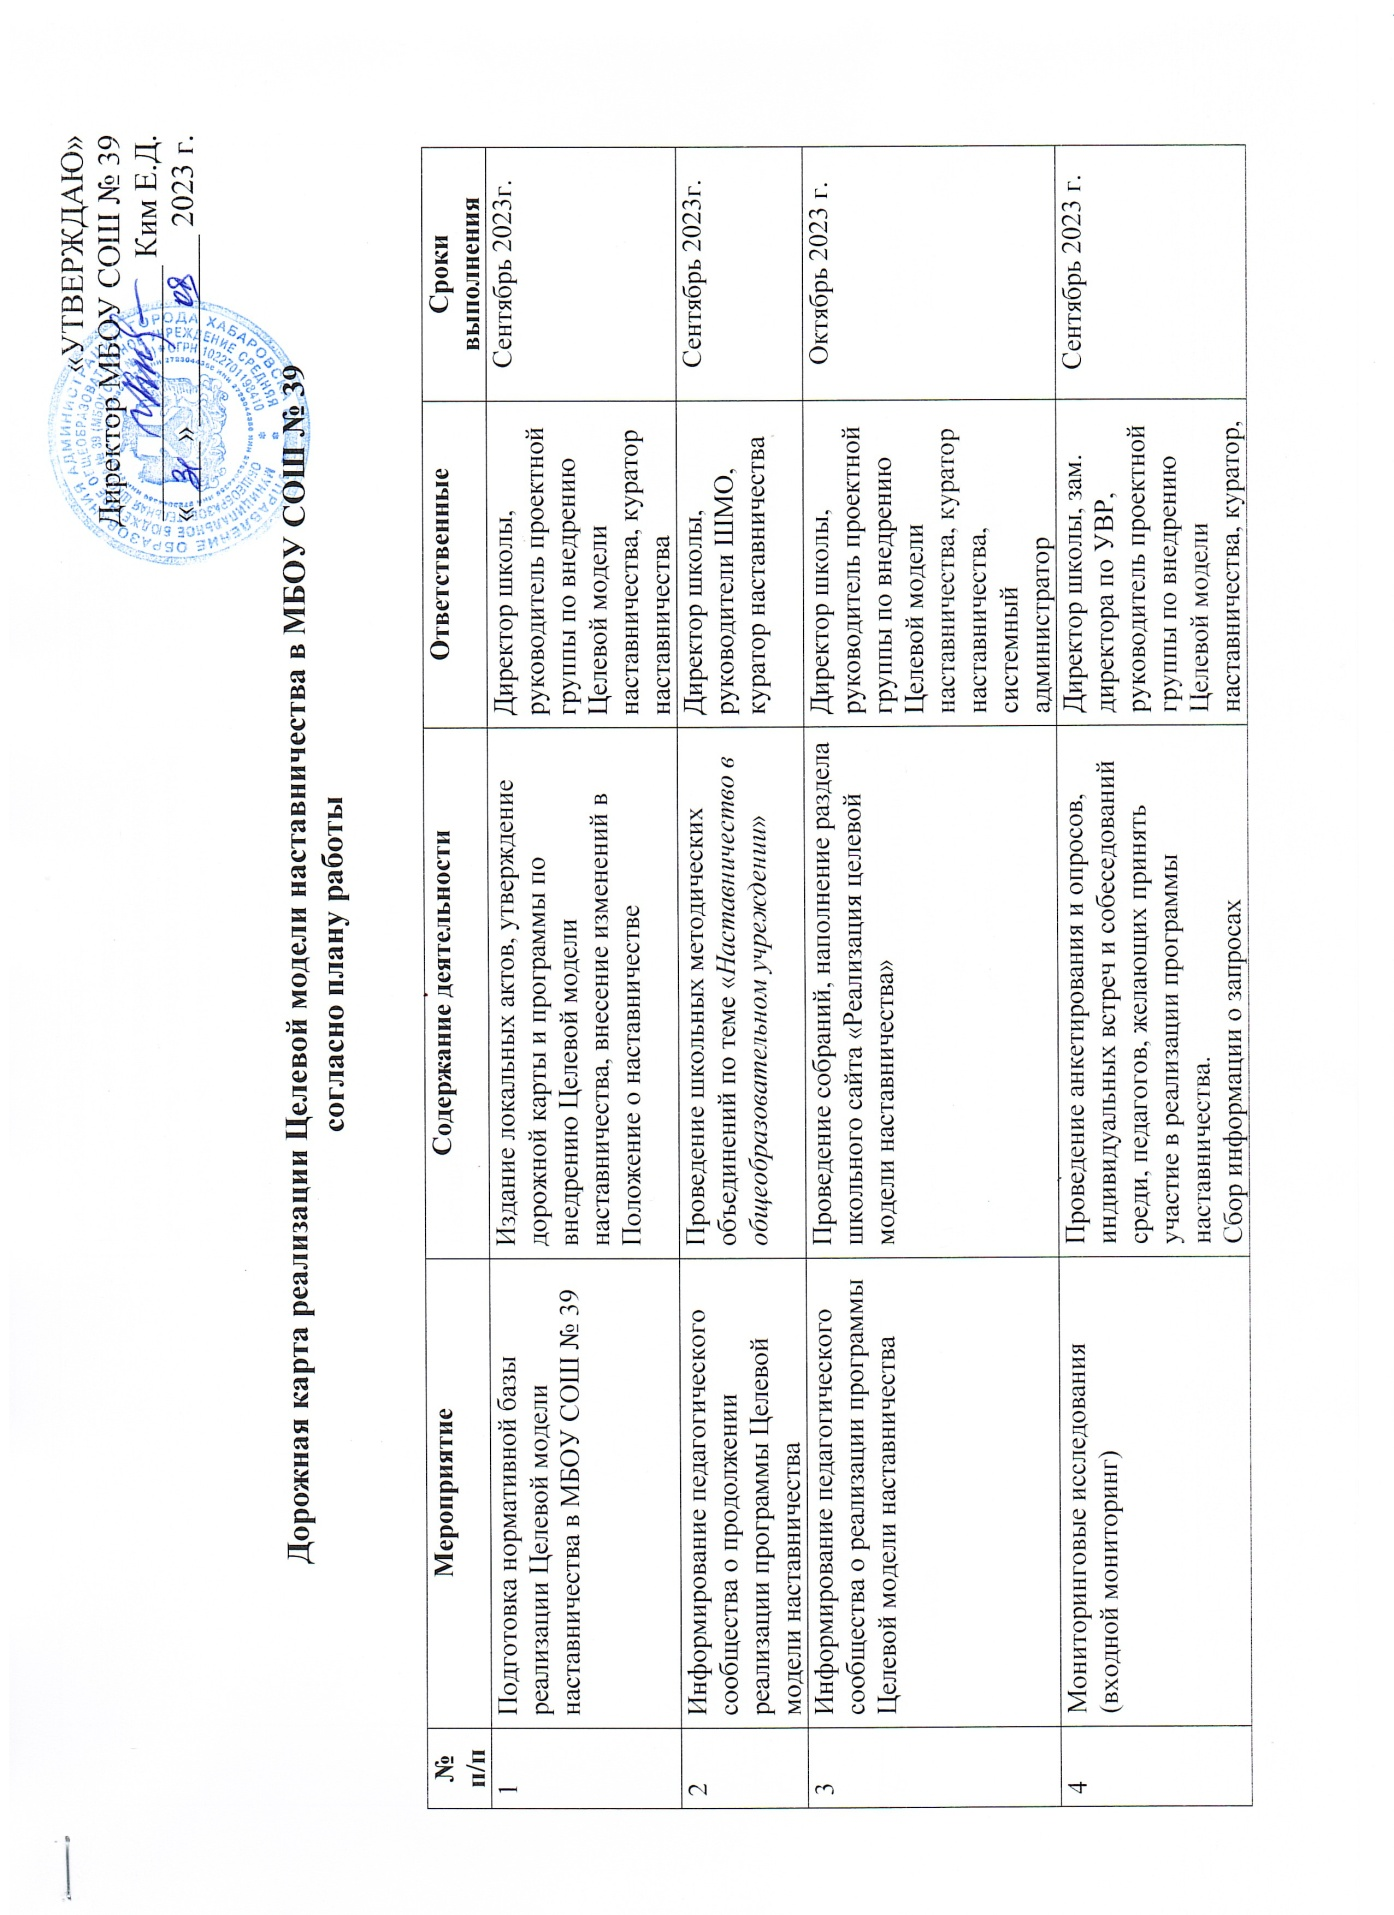 «УТВЕРЖДАЮ»
Директор МБОУ СОШ № 39
Ким Е.Д.
« 31 » 08 2023 г.
Дорожная карта реализации Целевой модели наставничества в МБОУ СОШ № 39
согласно плану работы
№
п/п
Мероприятие
Содержание деятельности
Ответственные
Сроки
выполнения
1
Подготовка нормативной базы
реализации Целевой модели
наставничества в МБОУ СОШ № 39
Издание локальных актов, утверждение
дорожной карты и программы по
внедрению Целевой модели
наставничества, внесение изменений в
Положение о наставничестве
Директор школы,
руководитель проектной
группы по внедрению
Целевой модели
наставничества, куратор
наставничества
Сентябрь 2023г.
2
Информирование педагогического
сообщества о продолжении
реализации программы Целевой
модели наставничества
Проведение школьных методических
объединений по теме «Наставничество в
общеобразовательном учреждении»
Директор школы,
руководители ШМО,
куратор наставничества
Сентябрь 2023г.
3
Информирование педагогического
сообщества о реализации программы
Целевой модели наставничества
Проведение собраний, наполнение раздела
школьного сайта «Реализация целевой
модели наставничества»
Директор школы,
руководитель проектной
группы по внедрению
Целевой модели
наставничества, куратор
наставничества,
системный
администратор
Октябрь 2023 г.
4
Мониторинговые исследования
(входной мониторинг)
Проведение анкетирования и опросов,
индивидуальных встреч и собеседований
среди, педагогов, желающих принять
участие в реализации программы
наставничества.
Сбор информации о запросах
Директор школы, зам.
директора по УВР,
руководитель проектной
группы по внедрению
Целевой модели
наставничества, куратор,
Сентябрь 2023 г.